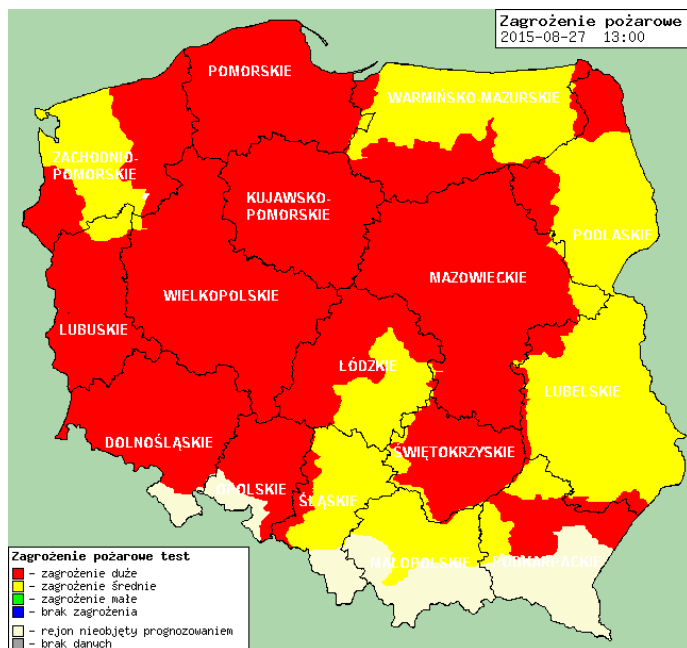 Zagrożenie pożarowe
2015-08-27 13:00
POMORSKIE
WARMIŃSKO-MAZURSKIE
ZACHODNIO-
POMORSKIE
KUJAWSKO-
POMORSKIE
PODLASKIE
MAZOWIECKIE
WIELKOPOLSKIE
LUBUSKIE
ŁÓDZKIE
LUBELSKIE
DOLNOŚLĄSKIE
ŚWIĘTOKRZYSKIE
OPOLSKIE
ŚLĄSKIE
MAŁOPOLSKIE
PODKARPACKIE
Zagrożenie pożarowe test
- zagrożenie duże
- zagrożenie średnie
- zagrożenie małe
- brak zagrożenia
- rejon nieobjęty prognozowaniem
- brak danych